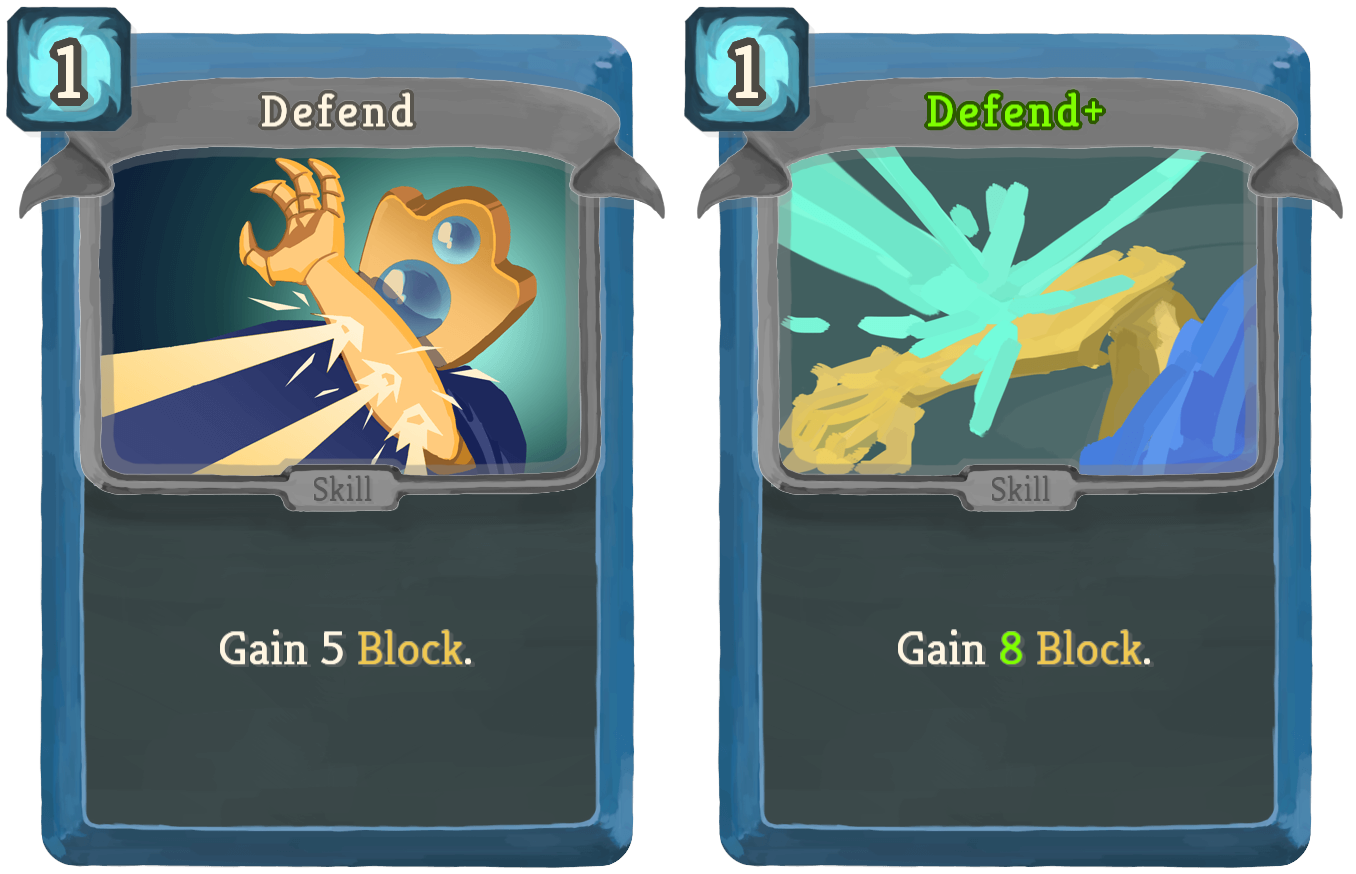 1
Defend
Skill
Gain 5 Block.
1
Defend+
Skill
Gain 8 Block.